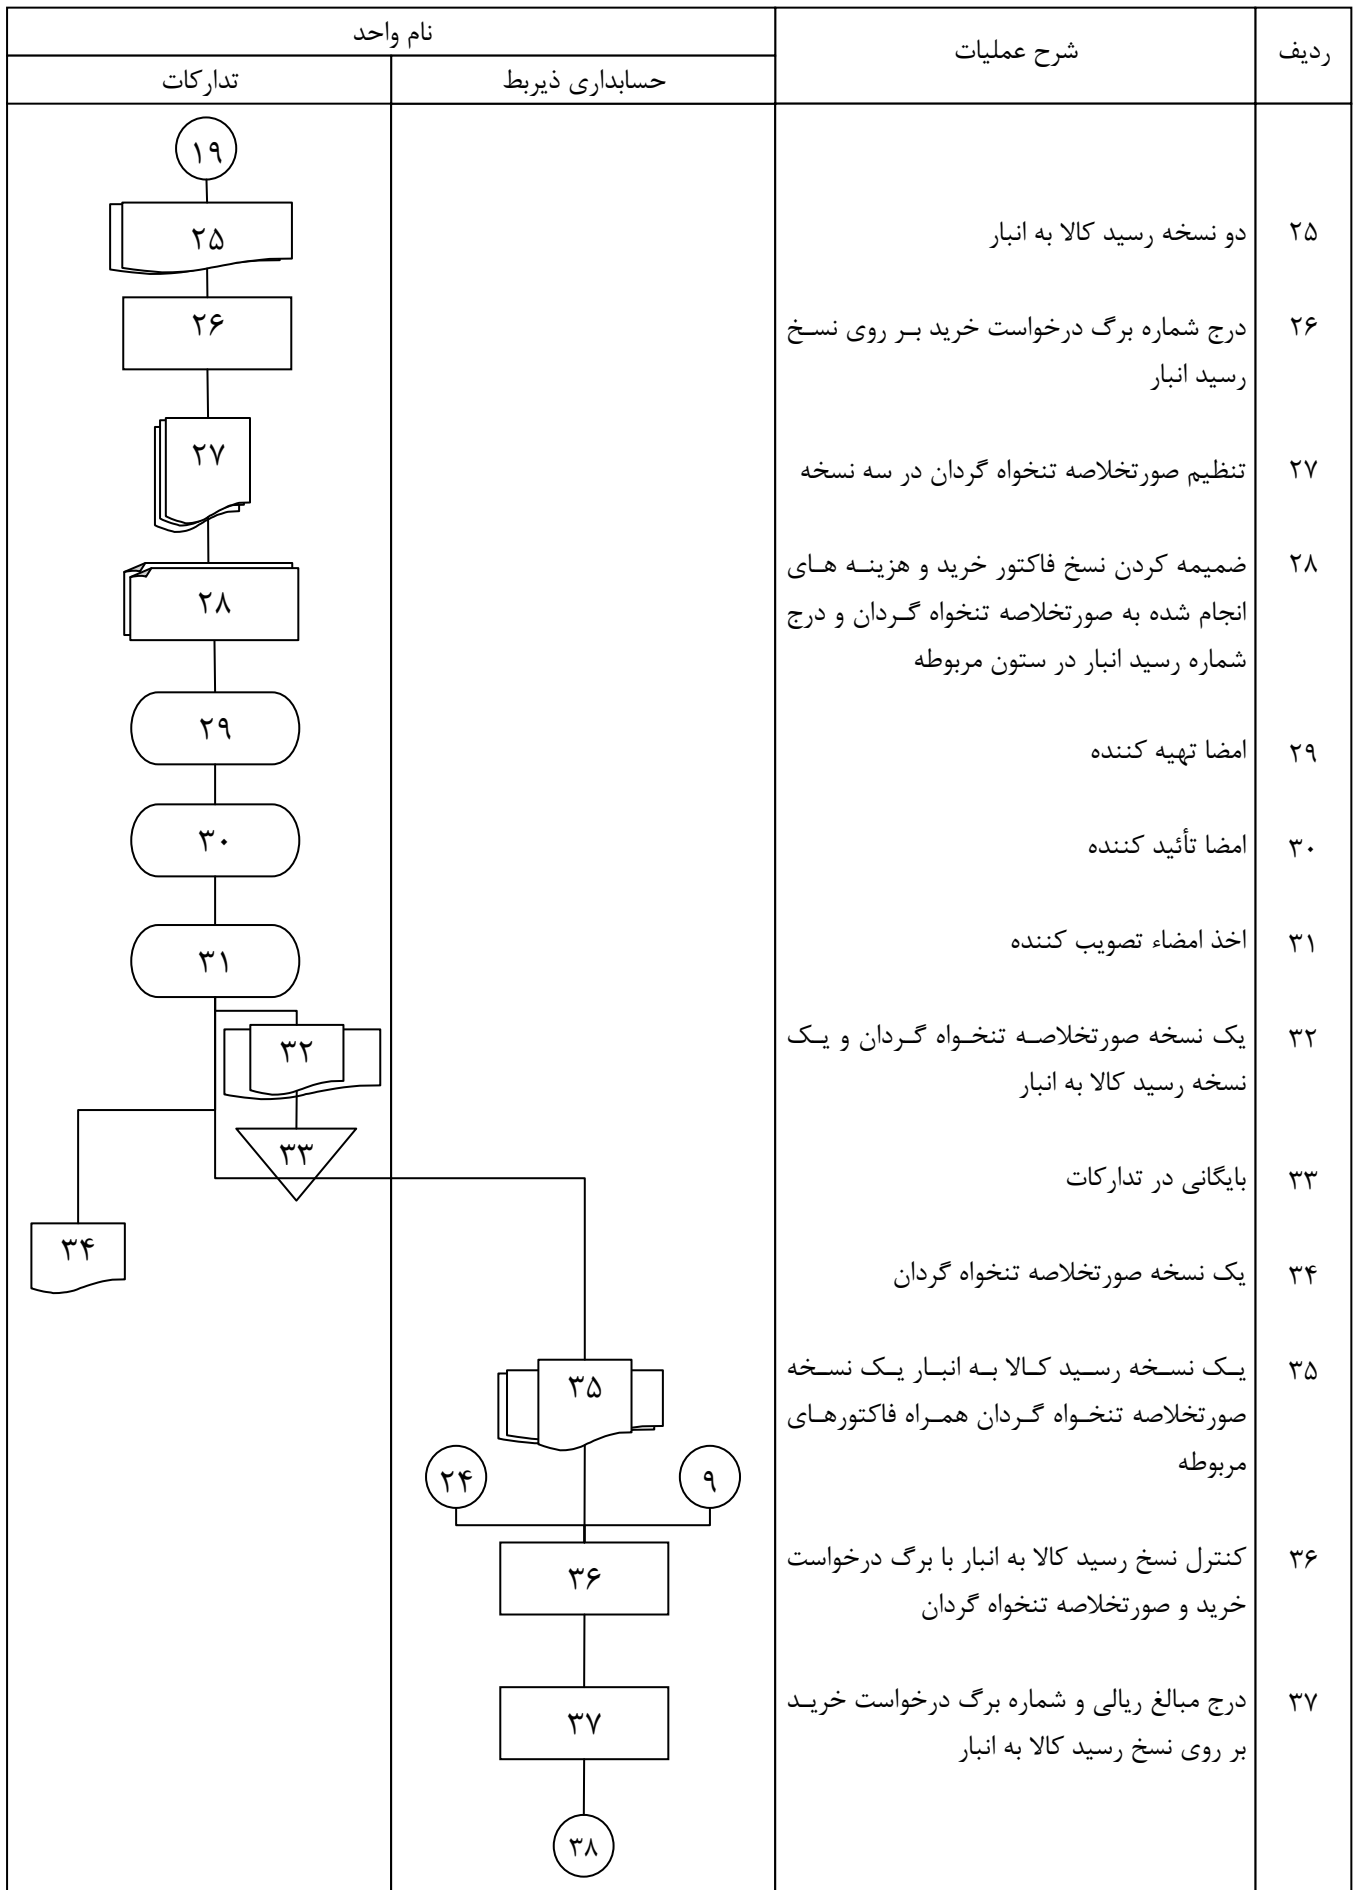 ردیف
شرح عملیات
نام واحد
حسابداری ذیربط
تدارکات
۱۹
۲۵
دو نسخه رسید کالا به انبار
۲۵
۲۶
درج شماره برگ درخواست خرید بر روی نسخ
رسید انبار
۲۶
۲۷
تنظیم صورتخلاصه تنخواه گردان در سه نسخه
۲۷
۲۸
ضمیمه کردن نسخ فاکتور خرید و هزینه های
انجام شده به صورتخلاصه تنخواه گردان و درج
شماره رسید انبار در ستون مربوطه
۲۸
۲۹
امضا تهیه کننده
۲۹
۳۰
امضا تأئید کننده
۳۰
۳۱
اخذ امضاء تصویب کننده
۳۱
۳۲
یک نسخه صورتخلاصه تنخواه گردان و یک
نسخه رسید کالا به انبار
۳۲
۳۳
بایگانی در تدارکات
۳۳
۳۴
یک نسخه صورتخلاصه تنخواه گردان
۳۴
۳۵
یک نسخه رسید کالا به انبار یک نسخه
صورتخلاصه تنخواه گردان همراه فاکتورهای
مربوطه
۳۵
۹
۲۴
۳۶
کنترل نسخ رسید کالا به انبار با برگ درخواست
خرید و صورتخلاصه تنخواه گردان
۳۶
۳۷
درج مبالغ ریالی و شماره برگ درخواست خرید
بر روی نسخ رسید کالا به انبار
۳۷
۳۸